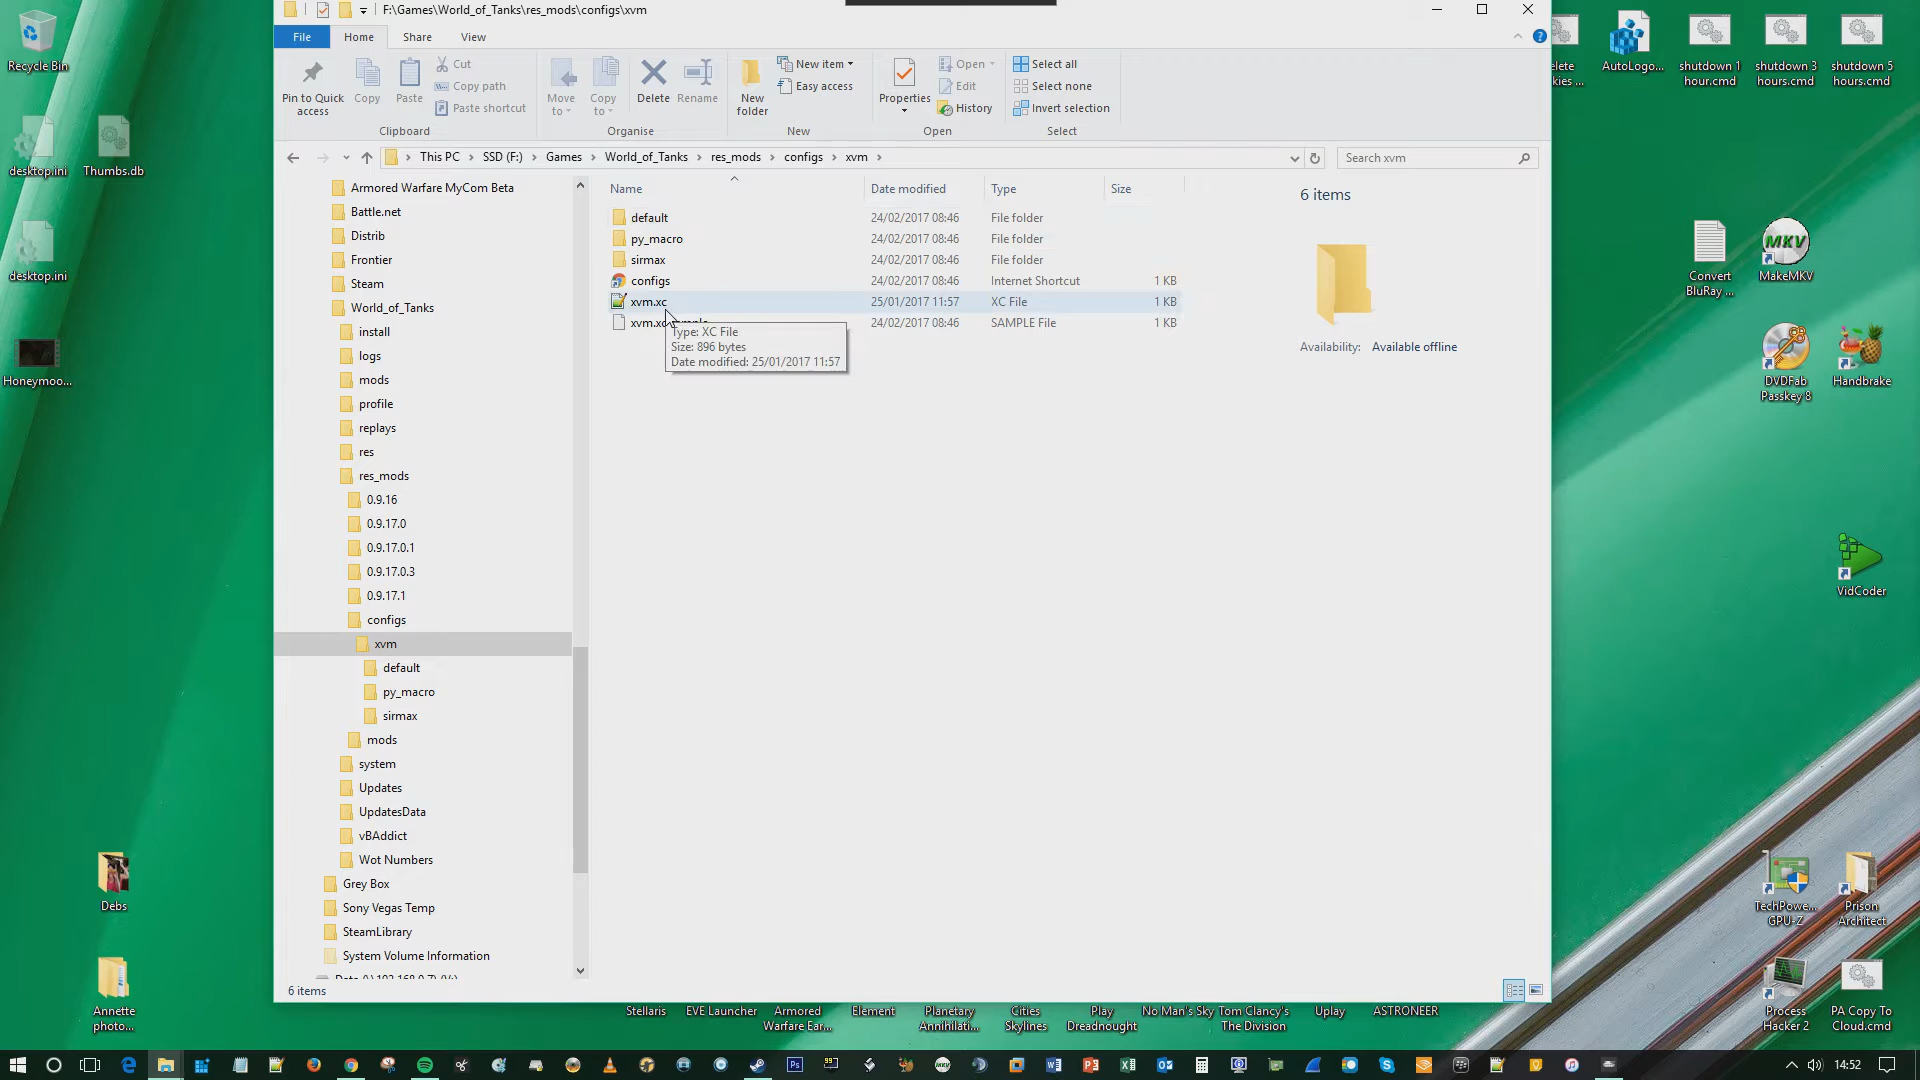 F:\Games\World_of_Tanks\res_mods\configs\xvm
File
Home
Share
View
Pin to Quick access
Copy
Paste
Cut
Copy path
Paste shortcut
Clipboard
Move to
Copy to
Delete
Rename
Organise
New folder
New item
Easy access
New
Properties
Open
Edit
History
Open
Select all
Select none
Invert selection
Select
This PC > SSD (F:) > Games > World_of_Tanks > res_mods > configs > xvm >
Search xvm
Armored Warfare MyCom Beta
Battle.net
Distrib
Frontier
Steam
World_of_Tanks
install
logs
mods
profile
replays
res
res_mods
0.9.16
0.9.17.0
0.9.17.0.1
0.9.17.0.3
0.9.17.1
configs
xvm
default
py_macro
sirmax
mods
system
Updates
UpdatesData
vBAddict
Wot Numbers
Grey Box
Sony Vegas Temp
SteamLibrary
System Volume Information
Name Date modified Type Size
default 24/02/2017 08:46 File folder
py_macro 24/02/2017 08:46 File folder
sirmax 24/02/2017 08:46 File folder
configs 24/02/2017 08:46 Internet Shortcut 1 KB
xvm.xc 25/01/2017 11:57 XC File 1 KB
24/02/2017 08:46 SAMPLE File 1 KB
Type: XC File
Size: 896 bytes
Date modified: 25/01/2017 11:57
6 items
Availability: Available offline
6 items
Recycle Bin
desktop.ini
Thumbs.db
desktop.ini
Honeymoo...
Debs
Annette photo...
AutoLogo...
shutdown 1 hour.cmd
shutdown 3 hours.cmd
shutdown 5 hours.cmd
Convert BluRay ...
MKV
MakeMKV
DVDFab Passkey 8
Handbrake
VidCoder
TechPowe... GPU-Z
Prison Architect
Process Hacker 2
PA Copy To Cloud.cmd
Stellaris
EVE Launcher
Armored Warfare Ear...
Element
Planetary Annihilati...
Cities Skylines
Play Dreadnought
No Man's Sky
Tom Clancy's The Division
Uplay
ASTRONEER
14:52